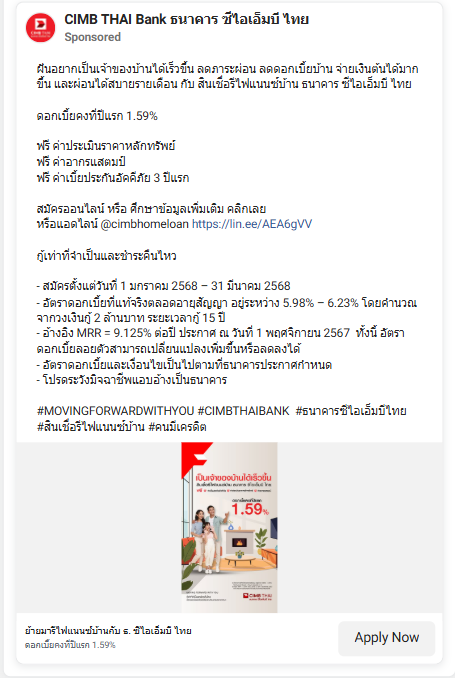 CIMB THAI Bank ธนาคาร ซีไอเอ็มบี ไทย
Sponsored
ฝันอยากเป็นเจ้าของบ้านได้เร็วขึ้น ลดภาระผ่อน ลดดอกเบี้ยบ้าน จ่ายเงินต้นได้มาก
ขึ้น และผ่อนได้สบายรายเดือน กับ สินเชื่อรีไฟแนนซ์บ้าน ธนาคาร ซีไอเอ็มบี ไทย
ดอกเบี้ยคงที่ปีแรก 1.59%
ฟรี ค่าประเมินราคาหลักทรัพย์
ฟรี ค่าอากรแสตมป์
ฟรี ค่าเบี้ยประกันอัคคีภัย 3 ปีแรก
สมัครออนไลน์ หรือ ศึกษาข้อมูลเพิ่มเติม คลิกเลย
หรือแอดไลน์ @cimbhomeloan https://lin.ee/AEA6gVV
กู้เท่าที่จำเป็นและชำระคืนไหว
- สมัครตั้งแต่วันที่ 1 มกราคม 2568 – 31 มีนาคม 2568
- อัตราดอกเบี้ยที่แท้จริงตลอดอายุสัญญา อยู่ระหว่าง 5.98% – 6.23% โดยคำนวณ
จากวงเงินกู้ 2 ล้านบาท ระยะเวลากู้ 15 ปี
- อ้างอิง MRR = 9.125% ต่อปี ประกาศ ณ วันที่ 1 พฤศจิกายน 2567 ทั้งนี้ อัตรา
ดอกเบี้ยลอยตัวสามารถเปลี่ยนแปลงเพิ่มขึ้นหรือลดลงได้
- อัตราดอกเบี้ยและเงื่อนไขเป็นไปตามที่ธนาคารประกาศกำหนด
- โปรดระวังมิจฉาชีพแอบอ้างเป็นธนาคาร
#MOVINGFORWARDWITHYOU #CIMBTHAIBANK #ธนาคารซีไอเอ็มบีไทย
#สินเชื่อรีไฟแนนซ์บ้าน #คนมีเครดิต
เป็นเจ้าของบ้านได้เร็วขึ้น
1.59%
CIMB THAI
ย้ายมารีไฟแนนซ์บ้านกับ ธ. ซีไอเอ็มบี ไทย
ดอกเบี้ยคงที่ปีแรก 1.59%
Apply Now